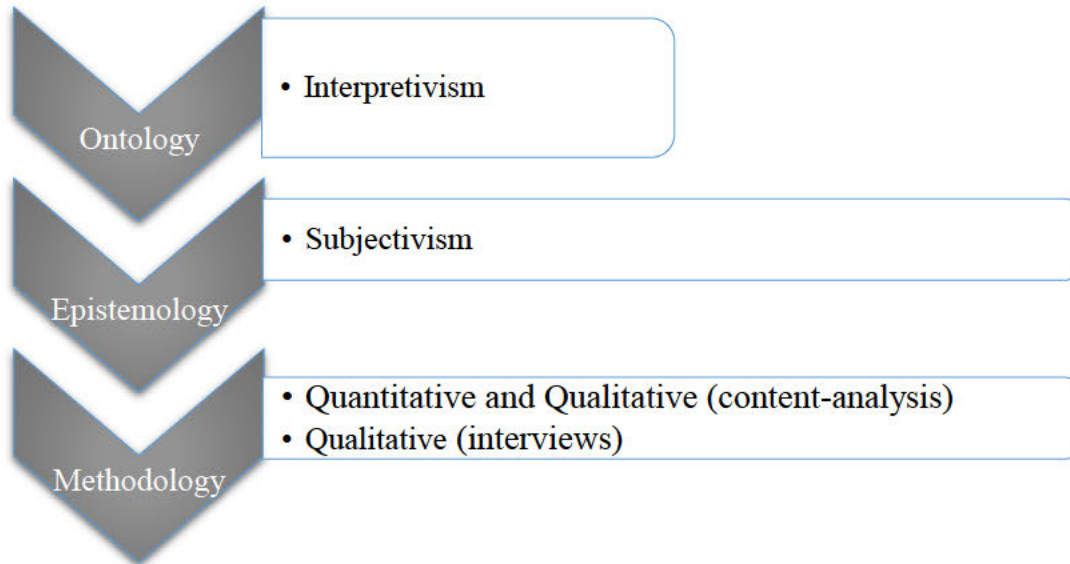 Ontology
• Interpretivism
Epistemology
• Subjectivism
Methodology
• Quantitative and Qualitative (content-analysis)
• Qualitative (interviews)